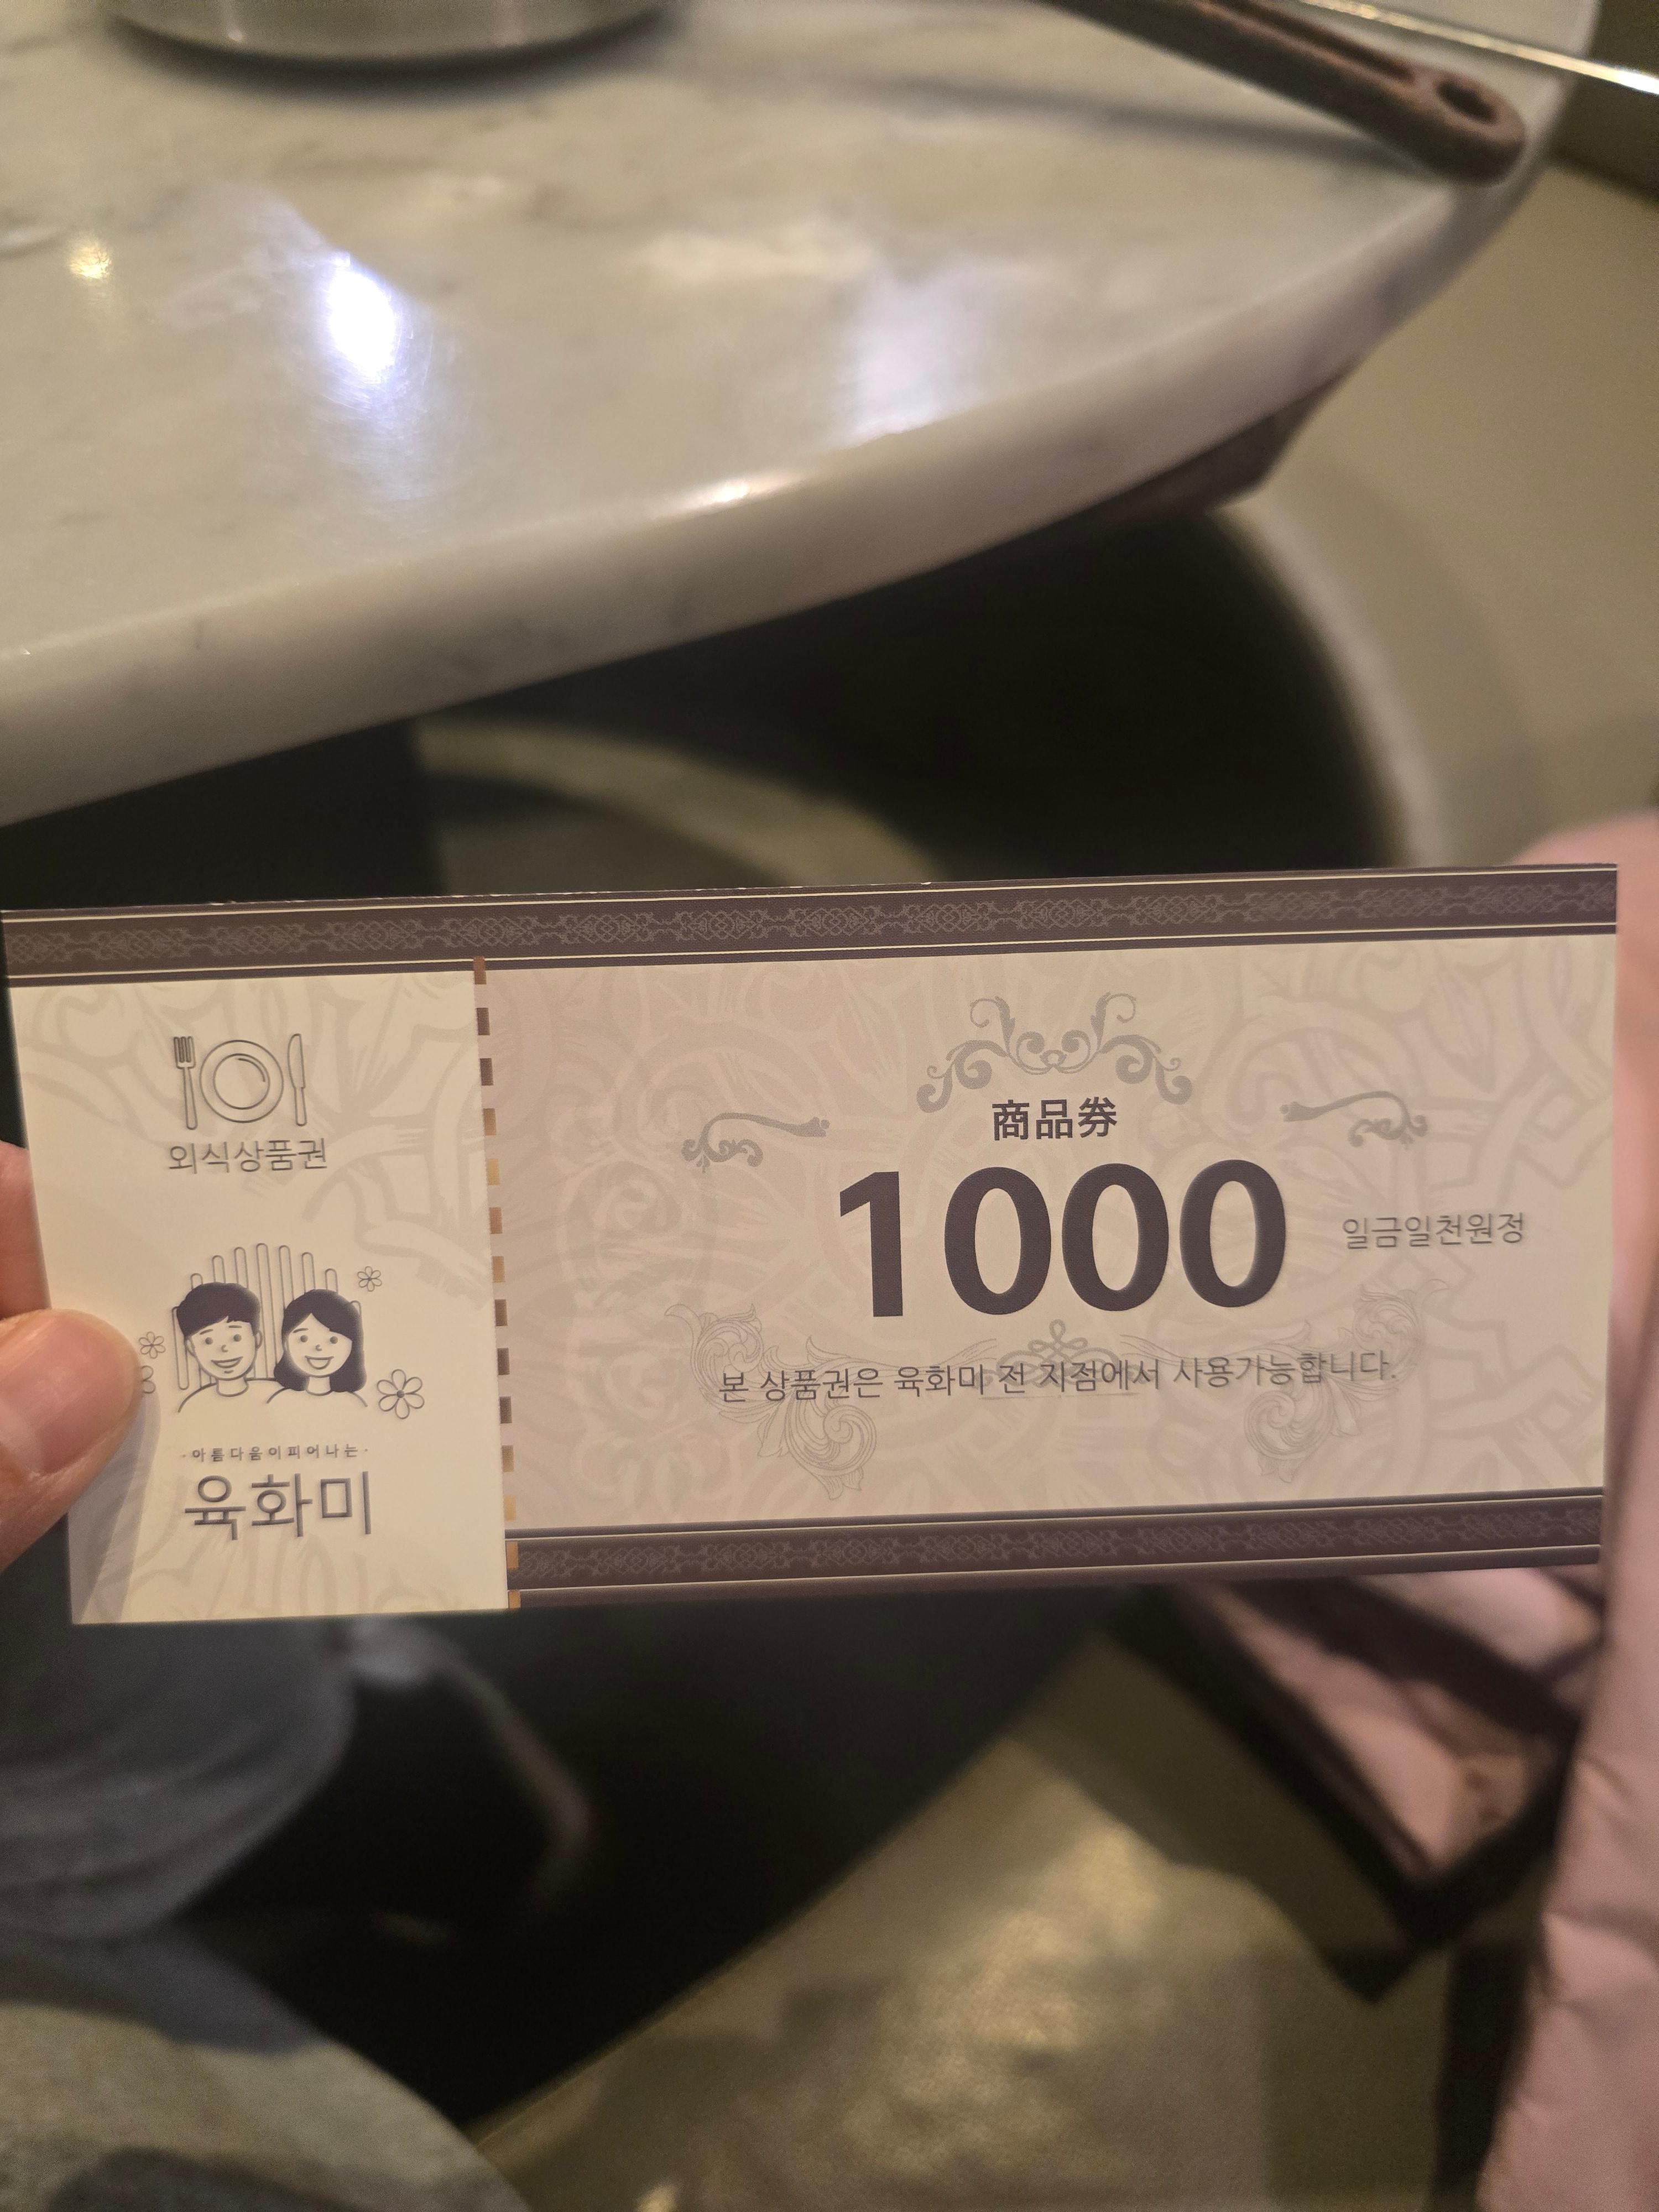 외식상품권
-아름다움이피어나는-
육화미
商品券
1000
일금일천원정
본 상품권은 육화미 전 지점에서 사용가능합니다.